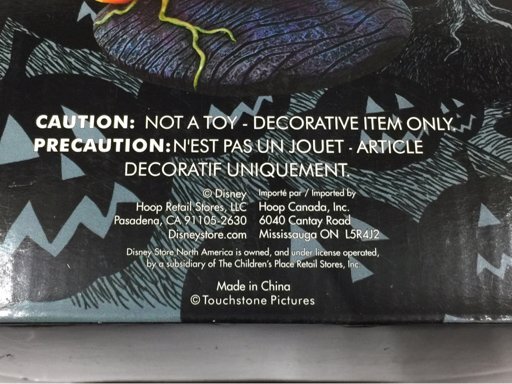 CAUTION: NOT A TOY - DECORATIVE ITEM ONLY.
PRECAUTION: N'EST PAS UN JOUET - ARTICLE
DECORATIF UNIQUEMENT.
© Disney
Hoop Retail Stores, LLC
Pasadena, CA 91105-2630
Disneystore.com
Importé par / Imported by
Hoop Canada, Inc.
6040 Cantay Road
Mississauga ON L5R4J2
Disney Store North America is owned, and under license operated,
by a subsidiary of The Children's Place Retail Stores, Inc.
Made in China
© Touchstone Pictures